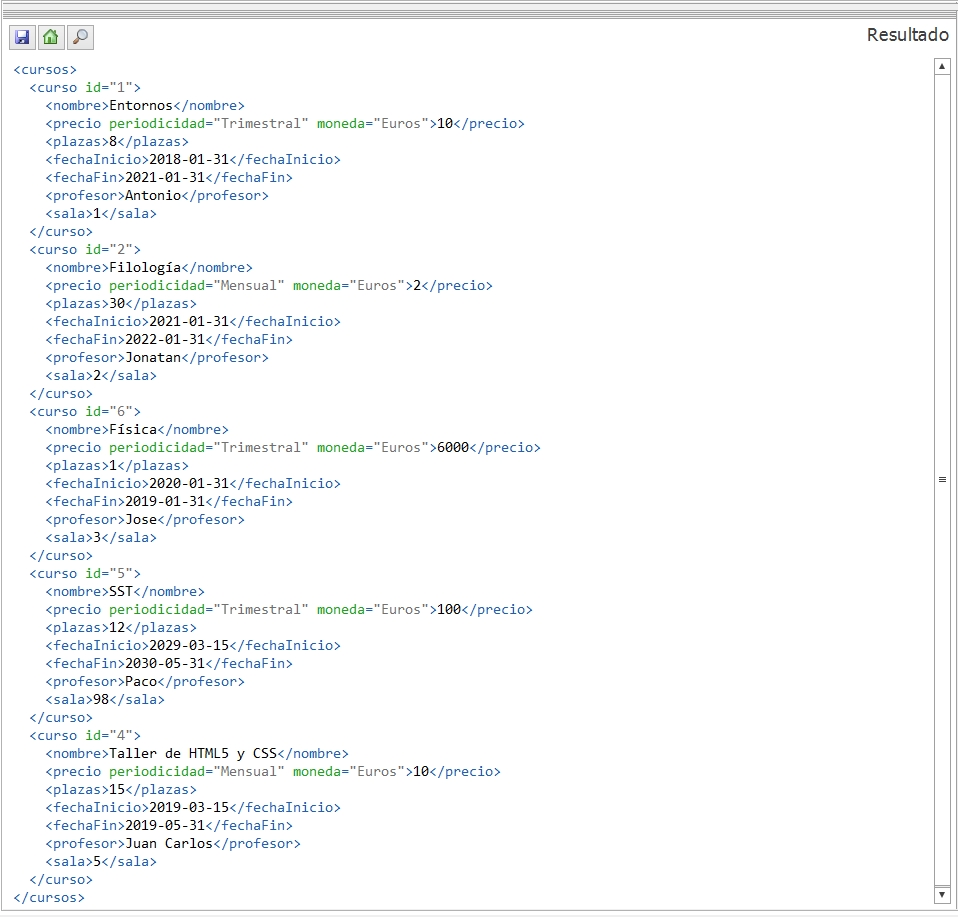 Resultado
<cursos>
<curso id="1">
<nombre>Entornos</nombre>
<precio periodicidad="Trimestral" moneda="Euros">10</precio>
<plazas>8</plazas>
<fechaInicio>2018-01-31</fechaInicio>
<fechaFin>2021-01-31</fechaFin>
<profesor>Antonio</profesor>
<sala>1</sala>
</curso>
<curso id="2">
<nombre>Filología</nombre>
<precio periodicidad="Mensual" moneda="Euros">2</precio>
<plazas>30</plazas>
<fechaInicio>2021-01-31</fechaInicio>
<fechaFin>2022-01-31</fechaFin>
<profesor>Jonatan</profesor>
<sala>2</sala>
</curso>
<curso id="6">
<nombre>Física</nombre>
<precio periodicidad="Trimestral" moneda="Euros">6000</precio>
<plazas>1</plazas>
<fechaInicio>2020-01-31</fechaInicio>
<fechaFin>2019-01-31</fechaFin>
<profesor>Jose</profesor>
<sala>3</sala>
</curso>
<curso id="5">
<nombre>SST</nombre>
<precio periodicidad="Trimestral" moneda="Euros">100</precio>
<plazas>12</plazas>
<fechaInicio>2029-03-15</fechaInicio>
<fechaFin>2030-05-31</fechaFin>
<profesor>Paco</profesor>
<sala>98</sala>
</curso>
<curso id="4">
<nombre>Taller de HTML5 y CSS</nombre>
<precio periodicidad="Mensual" moneda="Euros">10</precio>
<plazas>15</plazas>
<fechaInicio>2019-03-15</fechaInicio>
<fechaFin>2019-05-31</fechaFin>
<profesor>Juan Carlos</profesor>
<sala>5</sala>
</curso>
</cursos>